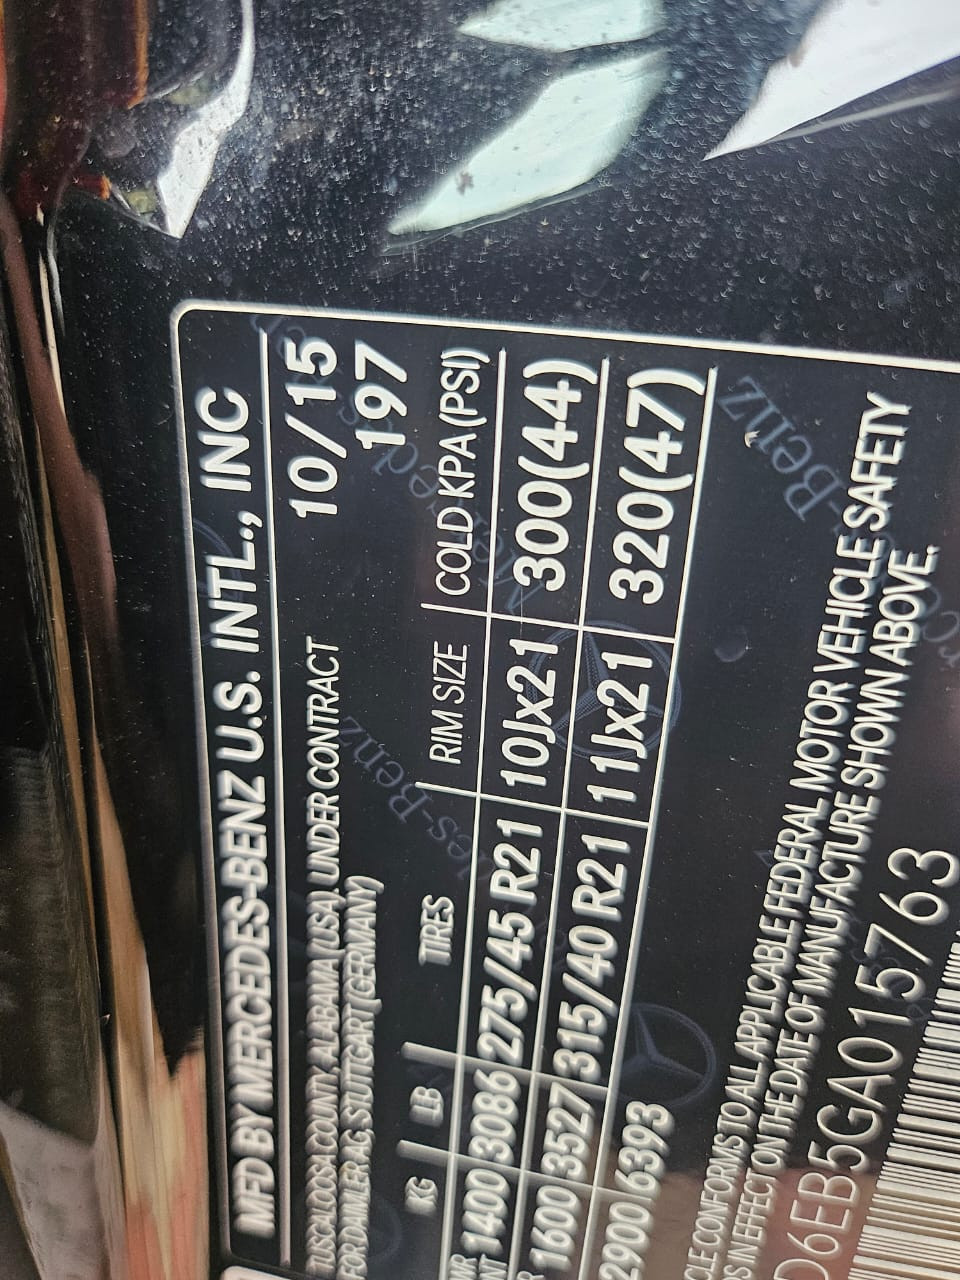 MFD BY MERCEDES-BENZ U.S. INTL., INC
TUSCALOOSA COUNTY, ALABAMA (USA), UNDER CONTRACT 10/15
FOR DAIMLER AG, STUTTGART (GERMANY) 197
KG LB TIRES RIM SIZE COLD KPA (PSI)
1400 3086 275/45 R21 10Jx21 300(44)
1600 3527 315/40 R21 11Jx21 320(47)
2900 6393
CONFORMS TO ALL APPLICABLE FEDERAL MOTOR VEHICLE SAFETY
IN EFFECT ON THE DATE OF MANUFACTURE SHOWN ABOVE.
D6EB5GA015763
Mercedes-Benz